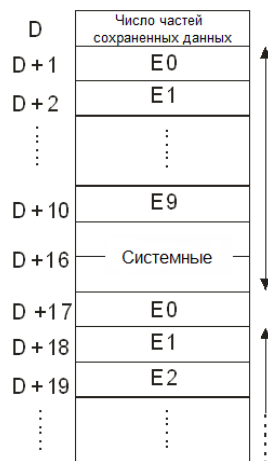 D
Число частей
сохраненных данных
D + 1
E0
D + 2
E1
D + 10
E9
D + 16
Системные
D +17
E0
D + 18
E1
D + 19
E2